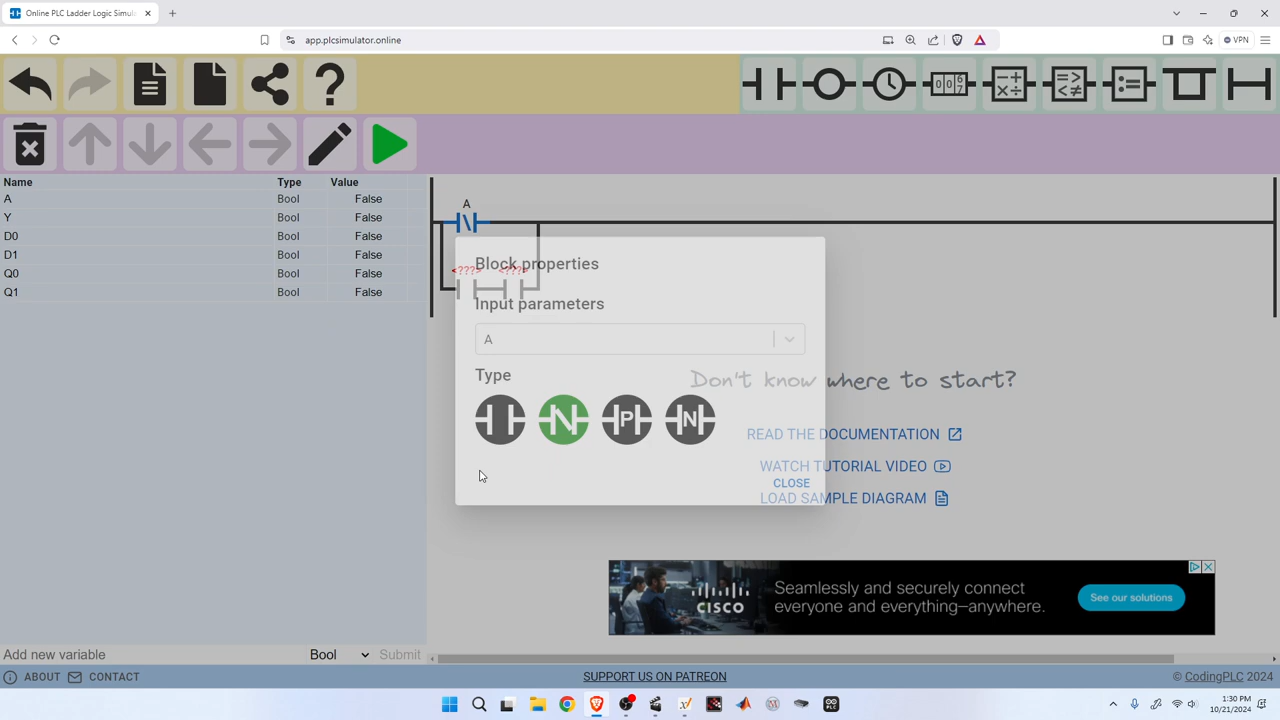 Online PLC Ladder Logic Simula
app.plcsimulator.online
VPN
Name Type Value
A Bool False
Y Bool False
D0 Bool False
D1 Bool False
Q0 Bool False
Q1 Bool False
A
<???> <???>
Block properties
Input parameters
A
Type
P
N
Don't know where to start?
READ THE DOCUMENTATION
WATCH TUTORIAL VIDEO
CLOSE
LOAD SAMPLE DIAGRAM
CISCO
Seamlessly and securely connect
everyone and everything—anywhere.
See our solutions
Add new variable Bool Submit
ABOUT CONTACT SUPPORT US ON PATREON © CodingPLC 2024
1:30 PM
10/21/2024